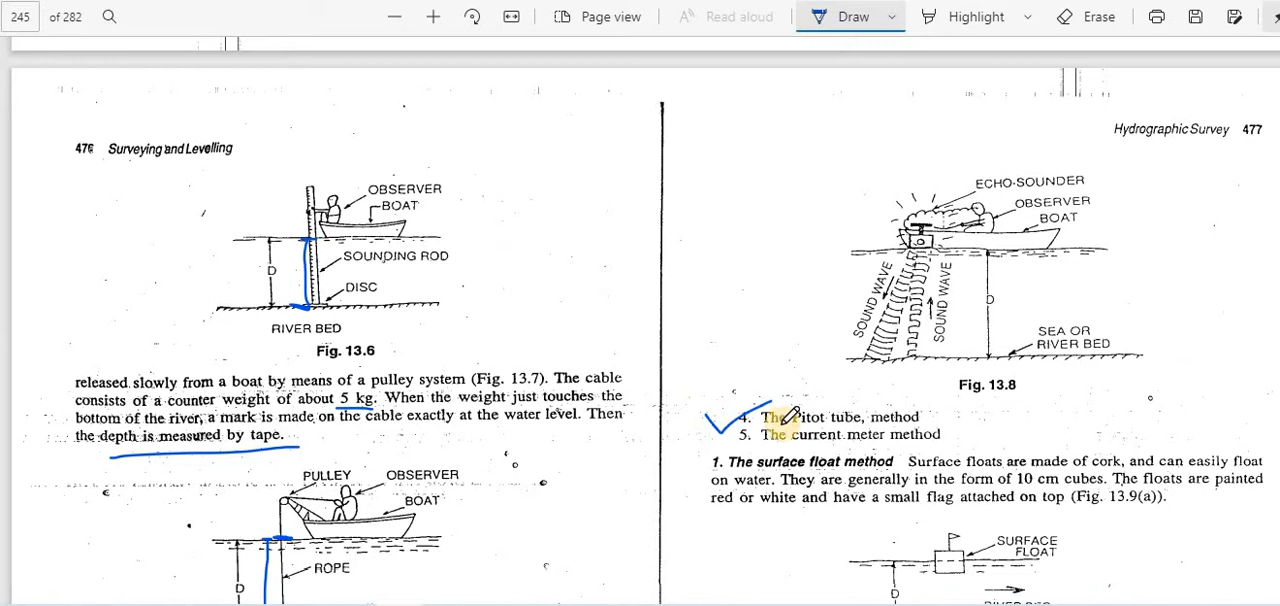 245 of 282
Page view
Read aloud
Draw
Highlight
Erase
476 Surveying and Levelling
OBSERVER
BOAT
SOUNDING ROD
D
DISC
RIVER BED
Fig. 13.6
released slowly from a boat by means of a pulley system (Fig. 13.7). The cable
consists of a counter weight of about 5 kg. When the weight just touches the
bottom of the river, a mark is made on the cable exactly at the water level. Then
the depth is measured by tape.
PULLEY
OBSERVER
BOAT
ROPE
D
Hydrographic Survey 477
ECHO-SOUNDER
OBSERVER
BOAT
SOUND WAVE
SOUND WAVE
D
SEA OR
RIVER BED
Fig. 13.8
4. The Pitot tube, method
5. The current meter method
1. The surface float method Surface floats are made of cork, and can easily float
on water. They are generally in the form of 10 cm cubes. The floats are painted
red or white and have a small flag attached on top (Fig. 13.9(a)).
SURFACE
FLOAT
D